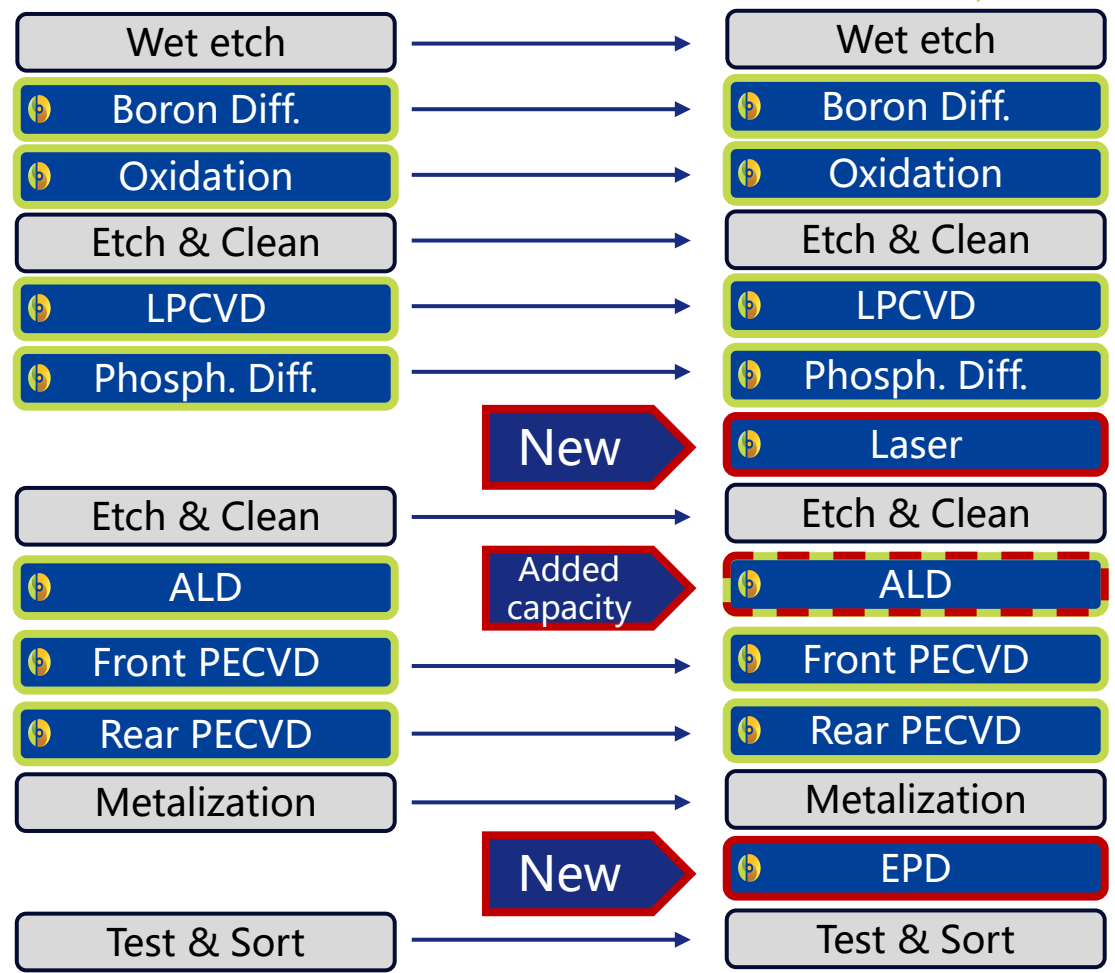 Wet etch
Wet etch
Boron Diff.
Boron Diff.
Oxidation
Oxidation
Etch & Clean
Etch & Clean
LPCVD
LPCVD
Phosph. Diff.
Phosph. Diff.
New
Laser
Etch & Clean
Etch & Clean
ALD
Added
capacity
ALD
Front PECVD
Front PECVD
Rear PECVD
Rear PECVD
Metalization
Metalization
New
EPD
Test & Sort
Test & Sort